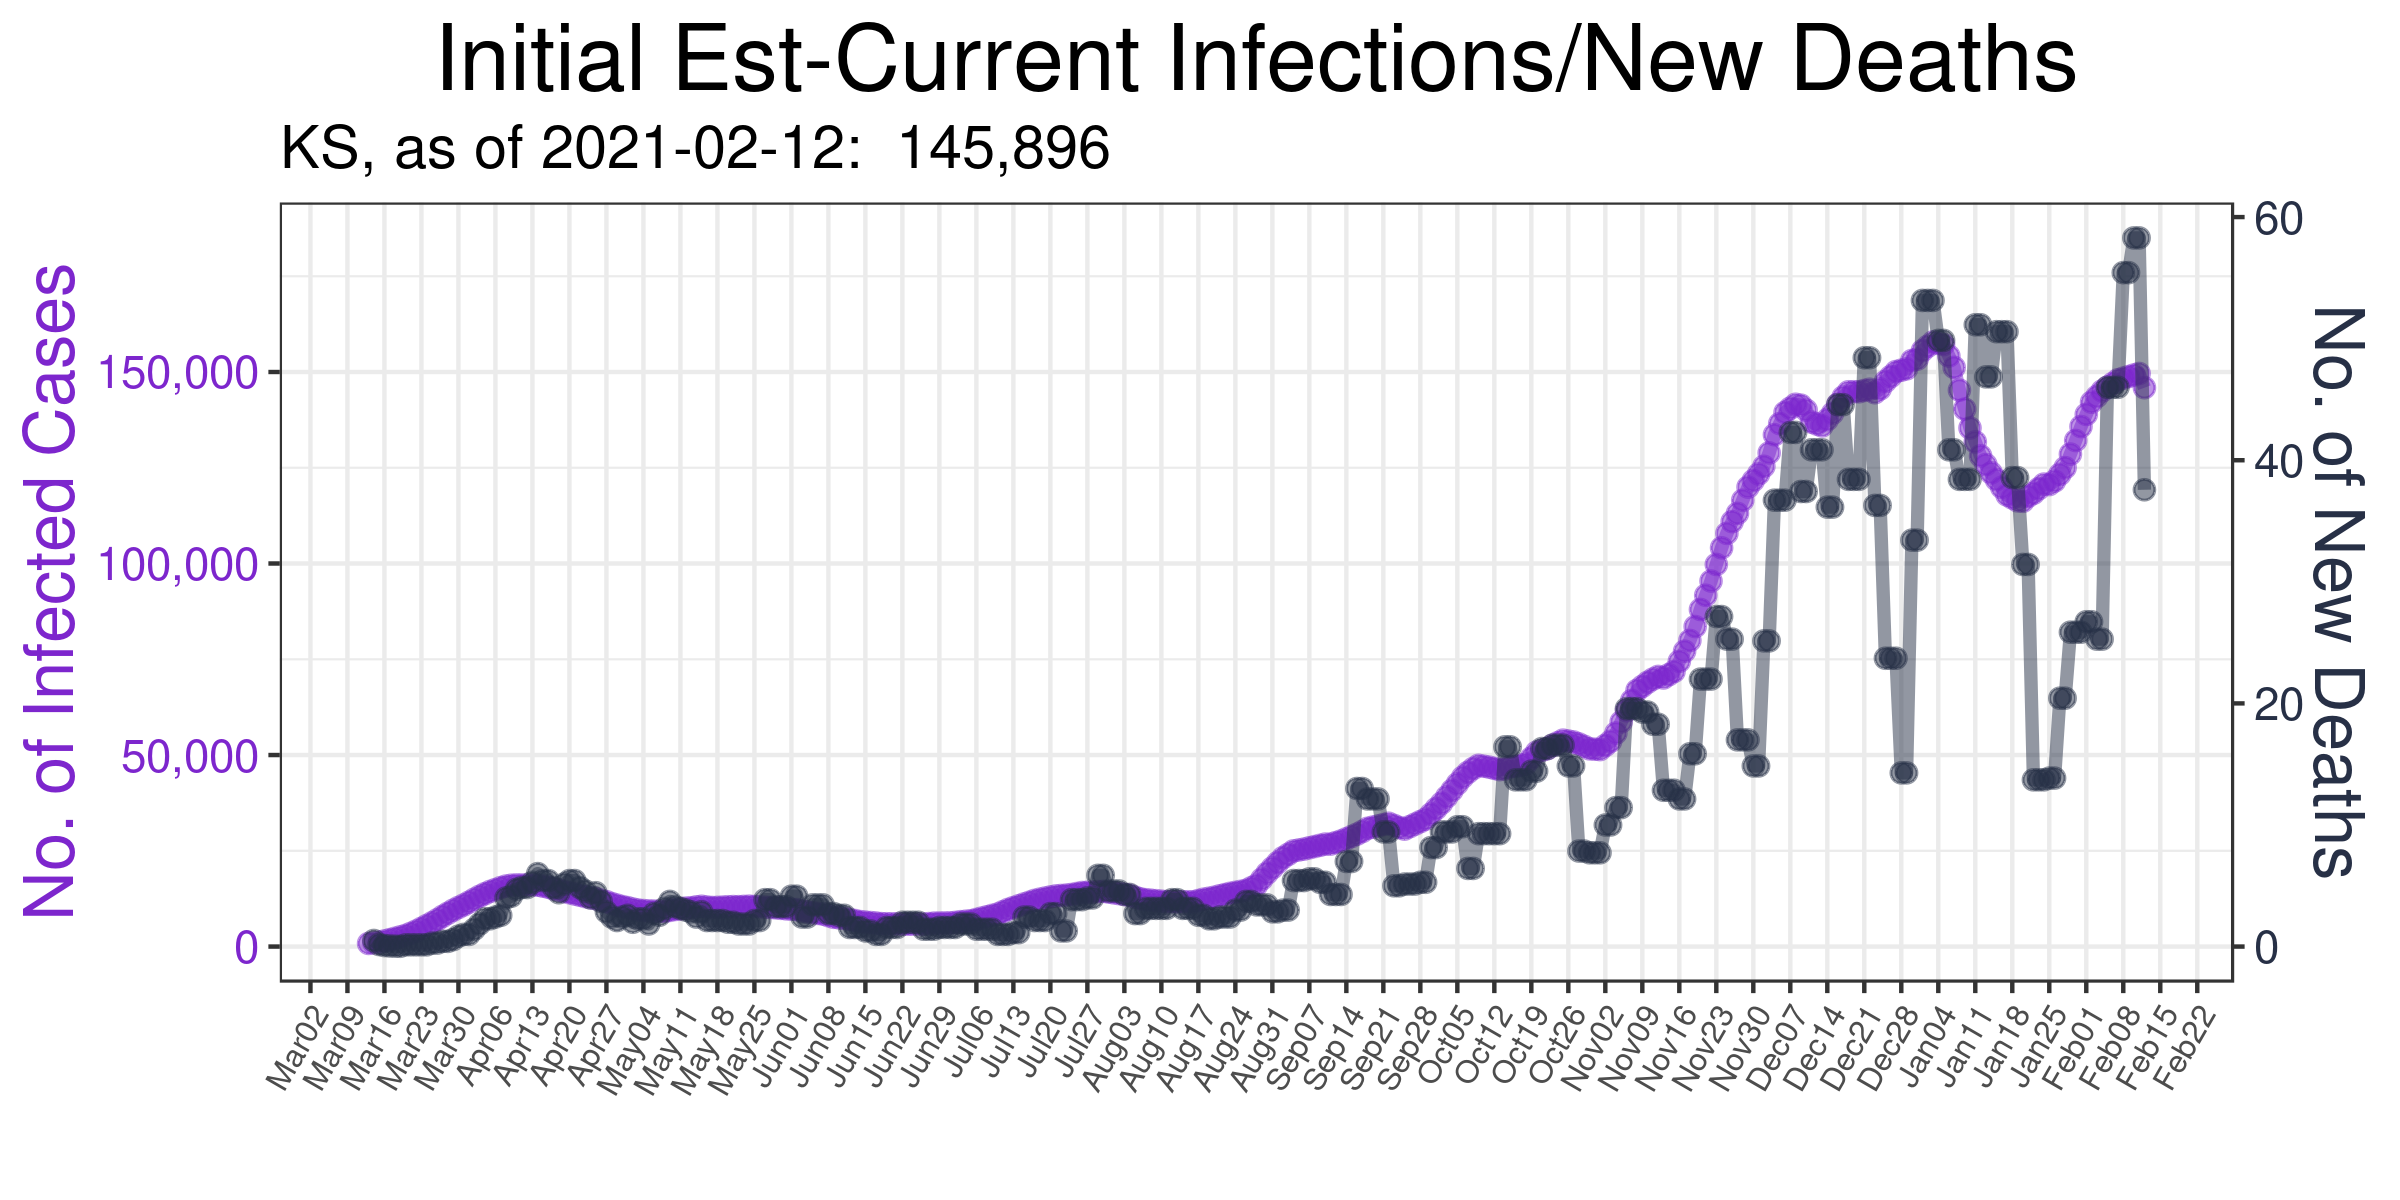 Initial Est-Current Infections/New Deaths
KS, as of 2021-02-12:  145,896
No. of Infected Cases
150,000
100,000
50,000
0
60
40
20
0
No. of New Deaths
Mar02
Mar09
Mar16
Mar23
Mar30
Apr06
Apr13
Apr20
Apr27
May04
May11
May18
May25
Jun01
Jun08
Jun15
Jun22
Jun29
Jul06
Jul13
Jul20
Jul27
Aug03
Aug10
Aug17
Aug24
Aug31
Sep07
Sep14
Sep21
Sep28
Oct05
Oct12
Oct19
Oct26
Nov02
Nov09
Nov16
Nov23
Nov30
Dec07
Dec14
Dec21
Dec28
Jan04
Jan11
Jan18
Jan25
Feb01
Feb08
Feb15
Feb22